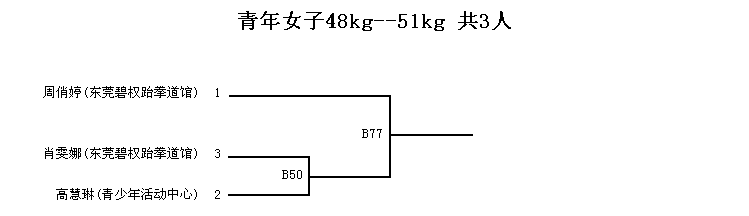 青年女子48kg--51kg 共3人
周俏婷(东莞碧权跆拳道馆) 1
B77
肖雯娜(东莞碧权跆拳道馆) 3
B50
高慧琳(青少年活动中心) 2